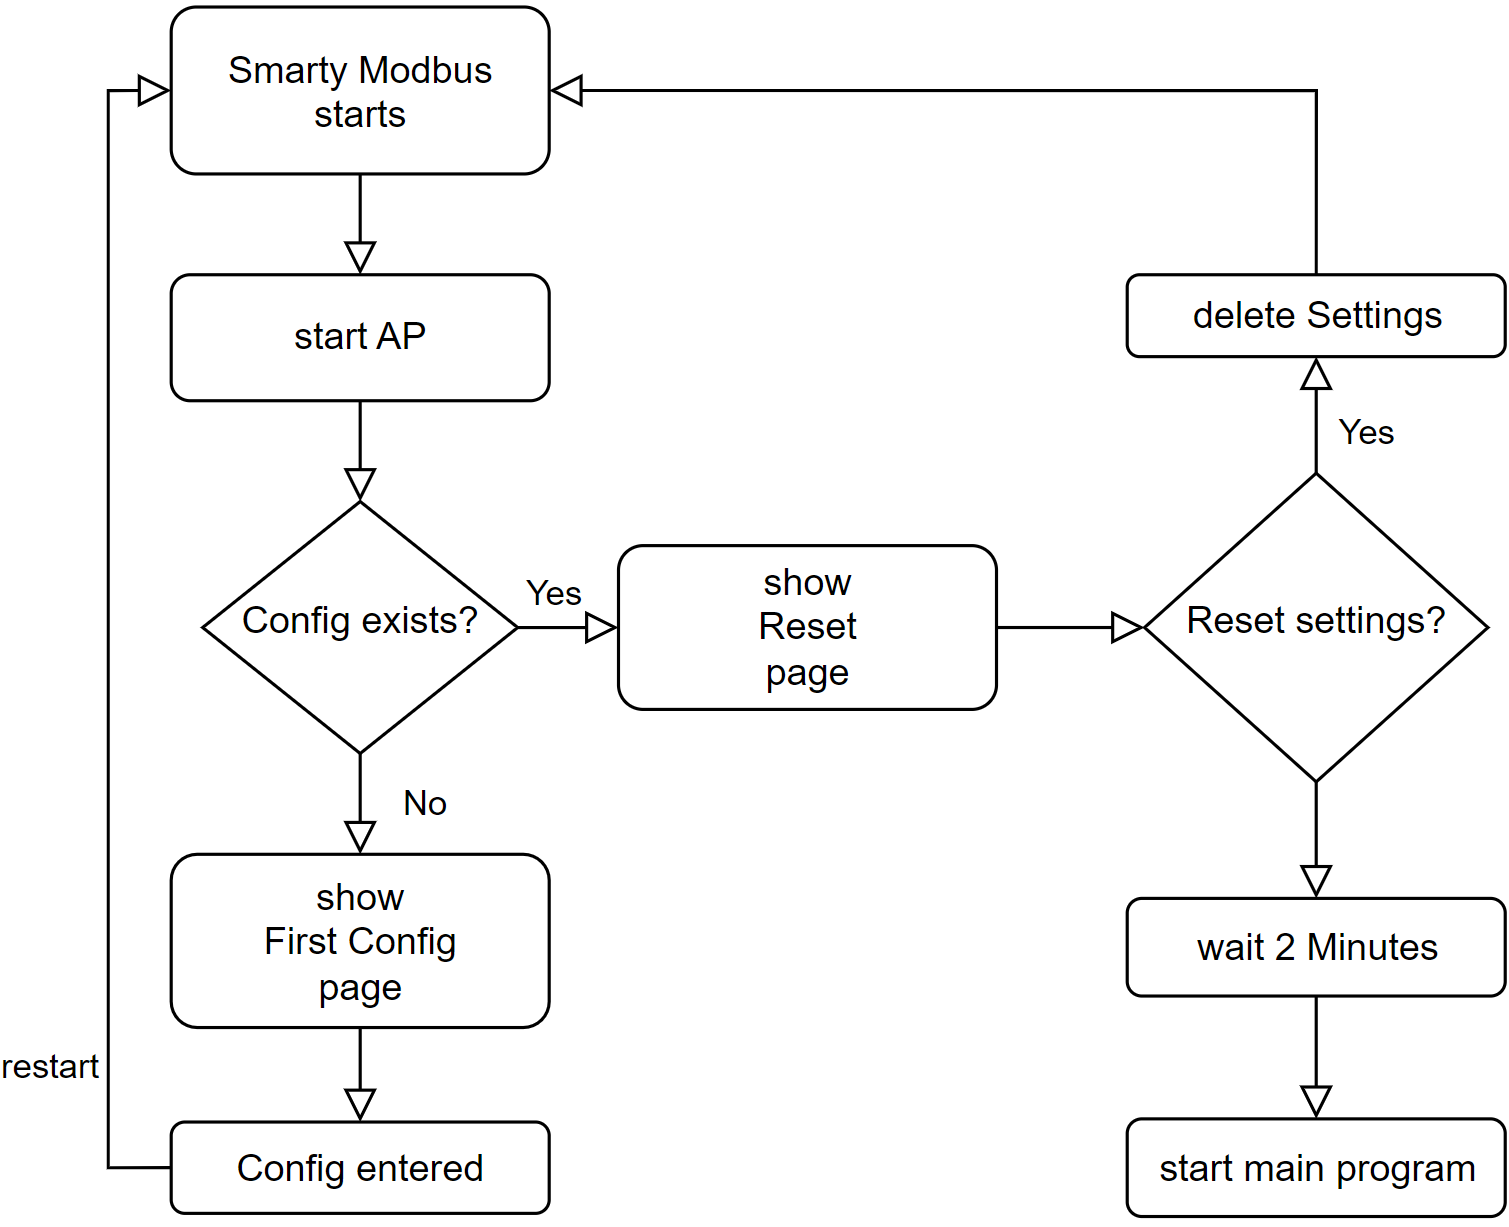 Smarty Modbus
starts
start AP
delete Settings
Yes
Config exists?
Yes
show
Reset
page
Reset settings?
No
show
First Config
page
wait 2 Minutes
restart
Config entered
start main program